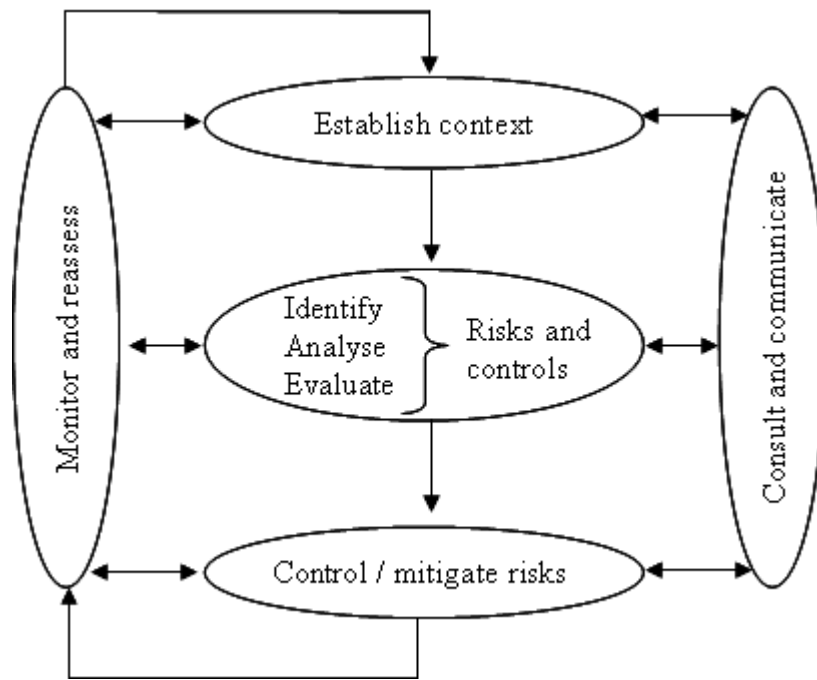 Establish context
Monitor and reassess
Identify
Analyse
Evaluate
Risks and
controls
Consult and communicate
Control / mitigate risks